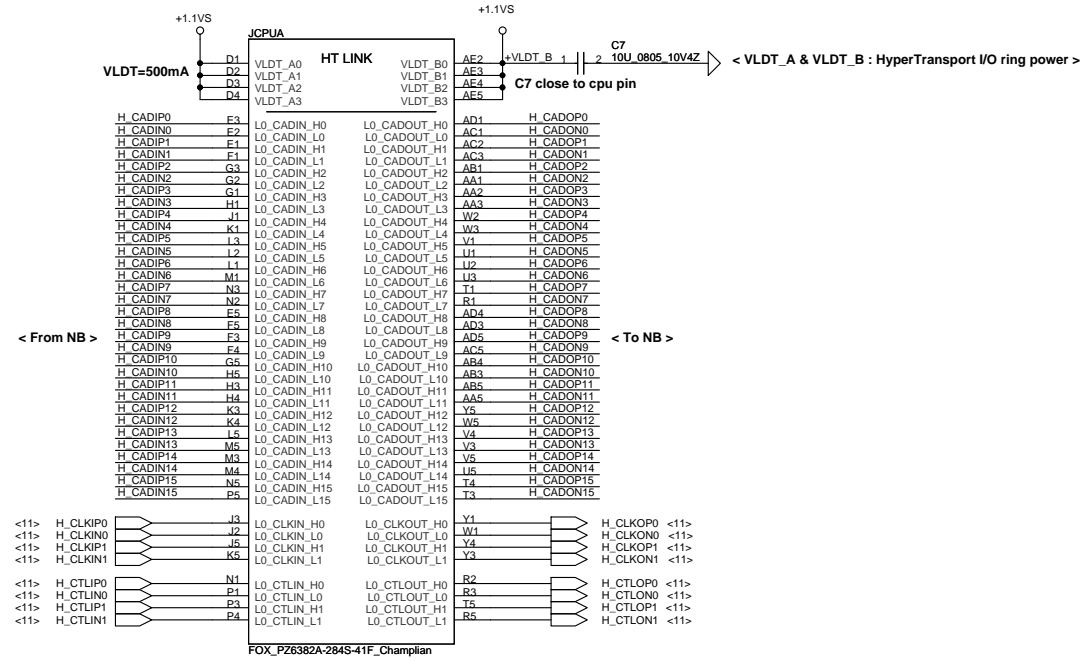 +1.1VS +1.1VS
JCPUA
HT LINK
VLDT=500mA
D1 VLDT_A0 VLDT_B0 AE2 +VLDT_B 1 2 C7 10U_0805_10V4Z < VLDT_A & VLDT_B : HyperTransport I/O ring power >
D2 VLDT_A1 VLDT_B1 AE3
D3 VLDT_A2 VLDT_B2 AE4
D4 VLDT_A3 VLDT_B3 AE5
C7 close to cpu pin
H_CADIP0 E3 L0_CADIN_H0 L0_CADOUT_H0 AD1 H_CADOP0
H_CADIN0 E2 L0_CADIN_L0 L0_CADOUT_L0 AC1 H_CADON0
H_CADIP1 E1 L0_CADIN_H1 L0_CADOUT_H1 AC2 H_CADOP1
H_CADIN1 F1 L0_CADIN_L1 L0_CADOUT_L1 AC3 H_CADON1
H_CADIP2 G3 L0_CADIN_H2 L0_CADOUT_H2 AB1 H_CADOP2
H_CADIN2 G2 L0_CADIN_L2 L0_CADOUT_L2 AA1 H_CADON2
H_CADIP3 G1 L0_CADIN_H3 L0_CADOUT_H3 AA2 H_CADOP3
H_CADIN3 H1 L0_CADIN_L3 L0_CADOUT_L3 AA3 H_CADON3
H_CADIP4 J1 L0_CADIN_H4 L0_CADOUT_H4 W2 H_CADOP4
H_CADIN4 K1 L0_CADIN_L4 L0_CADOUT_L4 W3 H_CADON4
H_CADIP5 L3 L0_CADIN_H5 L0_CADOUT_H5 V1 H_CADOP5
H_CADIN5 L2 L0_CADIN_L5 L0_CADOUT_L5 U1 H_CADON5
H_CADIP6 L1 L0_CADIN_H6 L0_CADOUT_H6 U2 H_CADOP6
H_CADIN6 M1 L0_CADIN_L6 L0_CADOUT_L6 U3 H_CADON6
H_CADIP7 N3 L0_CADIN_H7 L0_CADOUT_H7 T1 H_CADOP7
H_CADIN7 N2 L0_CADIN_L7 L0_CADOUT_L7 R1 H_CADON7
H_CADIP8 E5 L0_CADIN_H8 L0_CADOUT_H8 AD4 H_CADOP8
H_CADIN8 F5 L0_CADIN_L8 L0_CADOUT_L8 AD3 H_CADON8
< From NB > H_CADIP9 F3 L0_CADIN_H9 L0_CADOUT_H9 AD5 H_CADOP9 < To NB >
H_CADIN9 F4 L0_CADIN_L9 L0_CADOUT_L9 AC5 H_CADON9
H_CADIP10 G5 L0_CADIN_H10 L0_CADOUT_H10 AB4 H_CADOP10
H_CADIN10 H5 L0_CADIN_L10 L0_CADOUT_L10 AB3 H_CADON10
H_CADIP11 H3 L0_CADIN_H11 L0_CADOUT_H11 AB5 H_CADOP11
H_CADIN11 H4 L0_CADIN_L11 L0_CADOUT_L11 AA5 H_CADON11
H_CADIP12 K3 L0_CADIN_H12 L0_CADOUT_H12 Y5 H_CADOP12
H_CADIN12 K4 L0_CADIN_L12 L0_CADOUT_L12 W5 H_CADON12
H_CADIP13 L5 L0_CADIN_H13 L0_CADOUT_H13 V4 H_CADOP13
H_CADIN13 M5 L0_CADIN_L13 L0_CADOUT_L13 V3 H_CADON13
H_CADIP14 M3 L0_CADIN_H14 L0_CADOUT_H14 V5 H_CADOP14
H_CADIN14 M4 L0_CADIN_L14 L0_CADOUT_L14 U5 H_CADON14
H_CADIP15 N5 L0_CADIN_H15 L0_CADOUT_H15 T4 H_CADOP15
H_CADIN15 P5 L0_CADIN_L15 L0_CADOUT_L15 T3 H_CADON15
<11> H_CLKIP0 J3 L0_CLKIN_H0 L0_CLKOUT_H0 Y1 H_CLKOP0 <11>
<11> H_CLKIN0 J2 L0_CLKIN_L0 L0_CLKOUT_L0 W1 H_CLKON0 <11>
<11> H_CLKIP1 J5 L0_CLKIN_H1 L0_CLKOUT_H1 Y4 H_CLKOP1 <11>
<11> H_CLKIN1 K5 L0_CLKIN_L1 L0_CLKOUT_L1 Y3 H_CLKON1 <11>
<11> H_CTLIP0 N1 L0_CTLIN_H0 L0_CTLOUT_H0 R2 H_CTLOP0 <11>
<11> H_CTLIN0 P1 L0_CTLIN_L0 L0_CTLOUT_L0 R3 H_CTLON0 <11>
<11> H_CTLIP1 P3 L0_CTLIN_H1 L0_CTLOUT_H1 T5 H_CTLOP1 <11>
<11> H_CTLIN1 P4 L0_CTLIN_L1 L0_CTLOUT_L1 R5 H_CTLON1 <11>
FOX_PZ6382A-284S-41F_Champlian